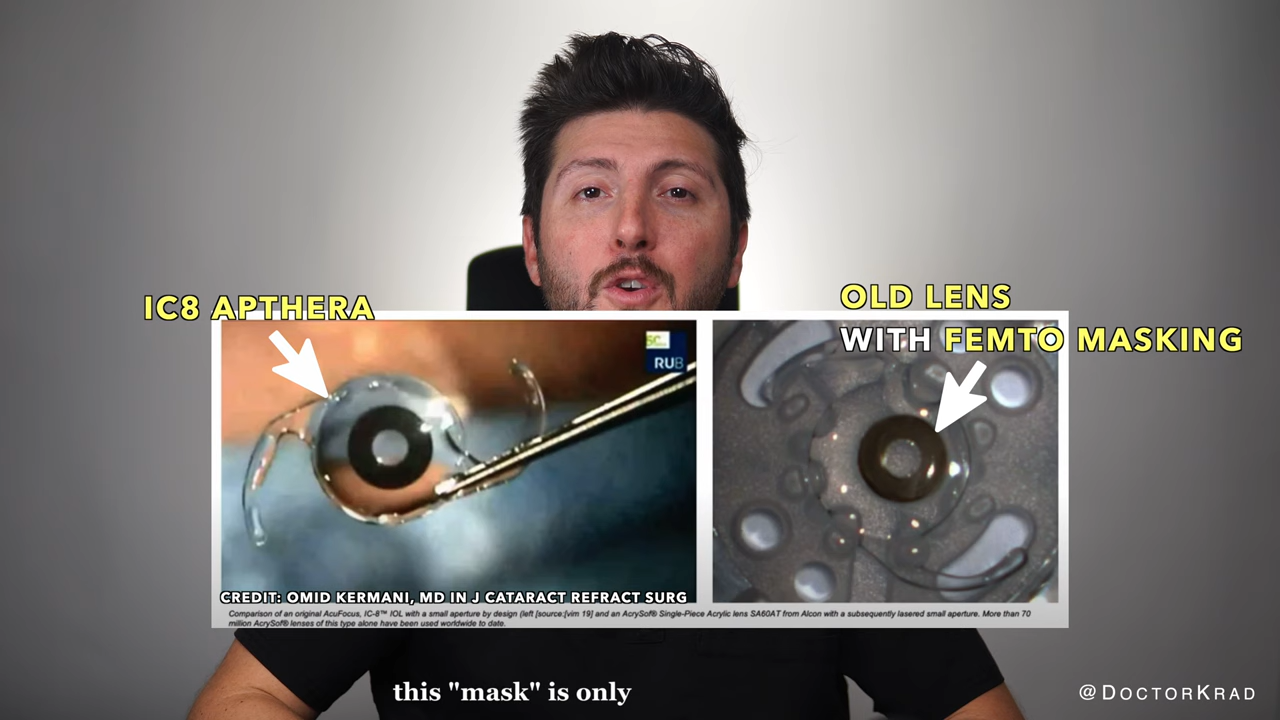 IC8 APTHERA
OLD LENS
WITH FEMTO MASKING
SC
RUB
CREDIT: OMID KERMANI, MD IN J CATARACT REFRACT SURG
Comparison of an original AcuFocus, IC-8™ IOL with a small aperture by design (left [source:[vim 19] and an AcrySof® Single-Piece Acrylic lens SA60AT from Alcon with a subsequently lasered small aperture. More than 70
million AcrySof® lenses of this type alone have been used worldwide to date.
this "mask" is only
@DOCTORKRAD